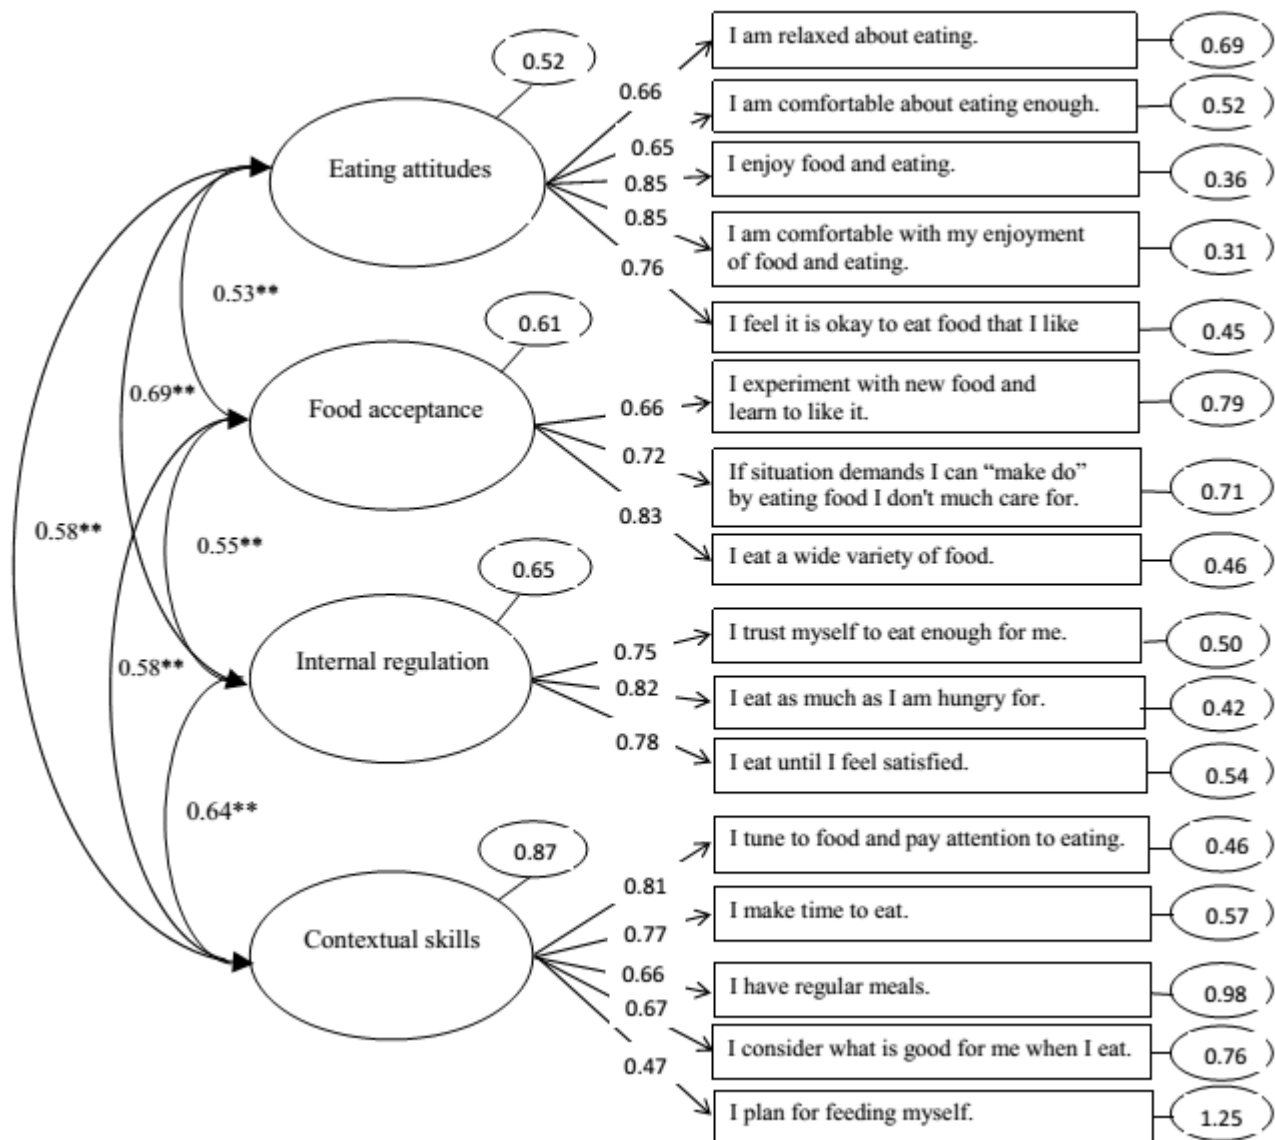 I am relaxed about eating.
0.69
0.52
0.66
I am comfortable about eating enough.
0.52
0.65
Eating attitudes
I enjoy food and eating.
0.36
0.85
0.85
I am comfortable with my enjoyment
of food and eating.
0.31
0.76
0.53**
0.61
I feel it is okay to eat food that I like
0.45
0.69**
Food acceptance
0.66
I experiment with new food and
learn to like it.
0.79
0.72
If situation demands I can “make do”
by eating food I don't much care for.
0.71
0.83
0.58**
0.55**
I eat a wide variety of food.
0.46
0.65
0.58**
Internal regulation
0.75
I trust myself to eat enough for me.
0.50
0.82
I eat as much as I am hungry for.
0.42
0.78
I eat until I feel satisfied.
0.54
0.64**
0.87
I tune to food and pay attention to eating.
0.46
0.81
Contextual skills
0.77
I make time to eat.
0.57
0.66
I have regular meals.
0.98
0.67
I consider what is good for me when I eat.
0.76
0.47
I plan for feeding myself.
1.25